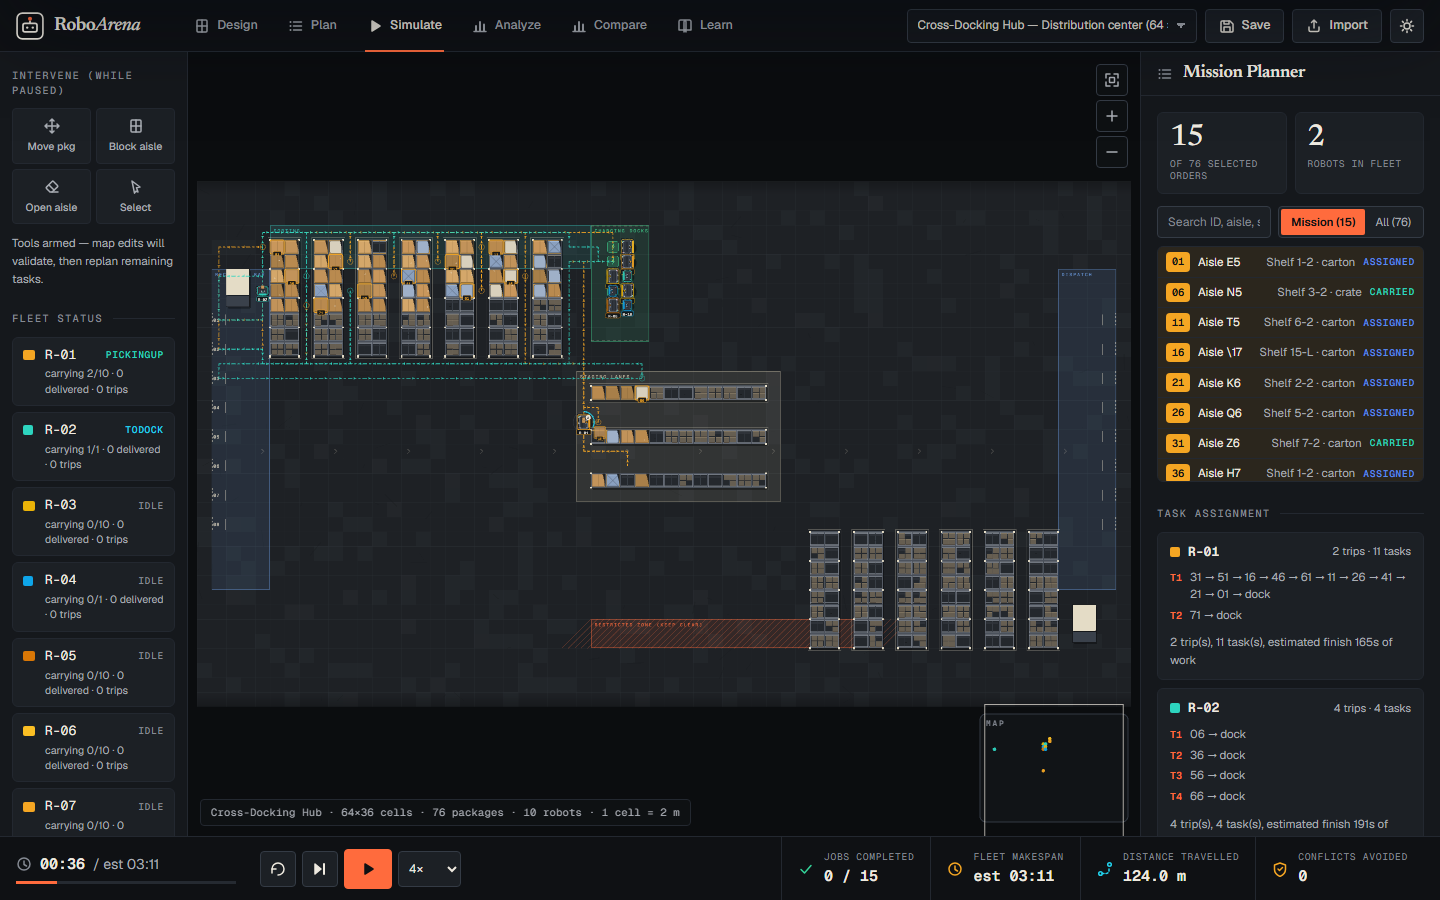 RoboArena
Design
Plan
Simulate
Analyze
Compare
Learn
Cross-Docking Hub — Distribution center (64
Save
Import
INTERVENE (WHILE
PAUSED)
Move pkg
Block aisle
Open aisle
Select
Tools armed — map edits will
validate, then replan remaining
tasks.
FLEET STATUS
R-01 PICKINGUP
carrying 2/10 · 0
delivered · 0 trips
R-02 TODOCK
carrying 1/1 · 0 delivered
· 0 trips
R-03 IDLE
carrying 0/10 · 0
delivered · 0 trips
R-04 IDLE
carrying 0/1 · 0 delivered
· 0 trips
R-05 IDLE
carrying 0/10 · 0
delivered · 0 trips
R-06 IDLE
carrying 0/10 · 0
delivered · 0 trips
R-07 IDLE
carrying 0/10 · 0
CHARGING DOCKS
DISPATCH
STAGING LANES
RESTRICTED ZONE (KEEP CLEAR)
MAP
Cross-Docking Hub · 64×36 cells · 76 packages · 10 robots · 1 cell = 2 m
Mission Planner
15
OF 76 SELECTED
ORDERS
2
ROBOTS IN FLEET
Search ID, aisle, s
Mission (15)
All (76)
01 Aisle E5 Shelf 1-2 · carton ASSIGNED
06 Aisle N5 Shelf 3-2 · crate CARRIED
11 Aisle T5 Shelf 6-2 · carton ASSIGNED
16 Aisle \17 Shelf 15-L · carton ASSIGNED
21 Aisle K6 Shelf 2-2 · carton ASSIGNED
26 Aisle Q6 Shelf 5-2 · carton ASSIGNED
31 Aisle Z6 Shelf 7-2 · carton CARRIED
36 Aisle H7 Shelf 1-2 · carton ASSIGNED
TASK ASSIGNMENT
R-01 2 trips · 11 tasks
T1 31 → 51 → 16 → 46 → 61 → 11 → 26 → 41 →
21 → 01 → dock
T2 71 → dock
2 trip(s), 11 task(s), estimated finish 165s of
work
R-02 4 trips · 4 tasks
T1 06 → dock
T2 36 → dock
T3 56 → dock
T4 66 → dock
4 trip(s), 4 task(s), estimated finish 191s of
00:36 / est 03:11
4×
JOBS COMPLETED
0 / 15
FLEET MAKESPAN
est 03:11
DISTANCE TRAVELLED
124.0 m
CONFLICTS AVOIDED
0